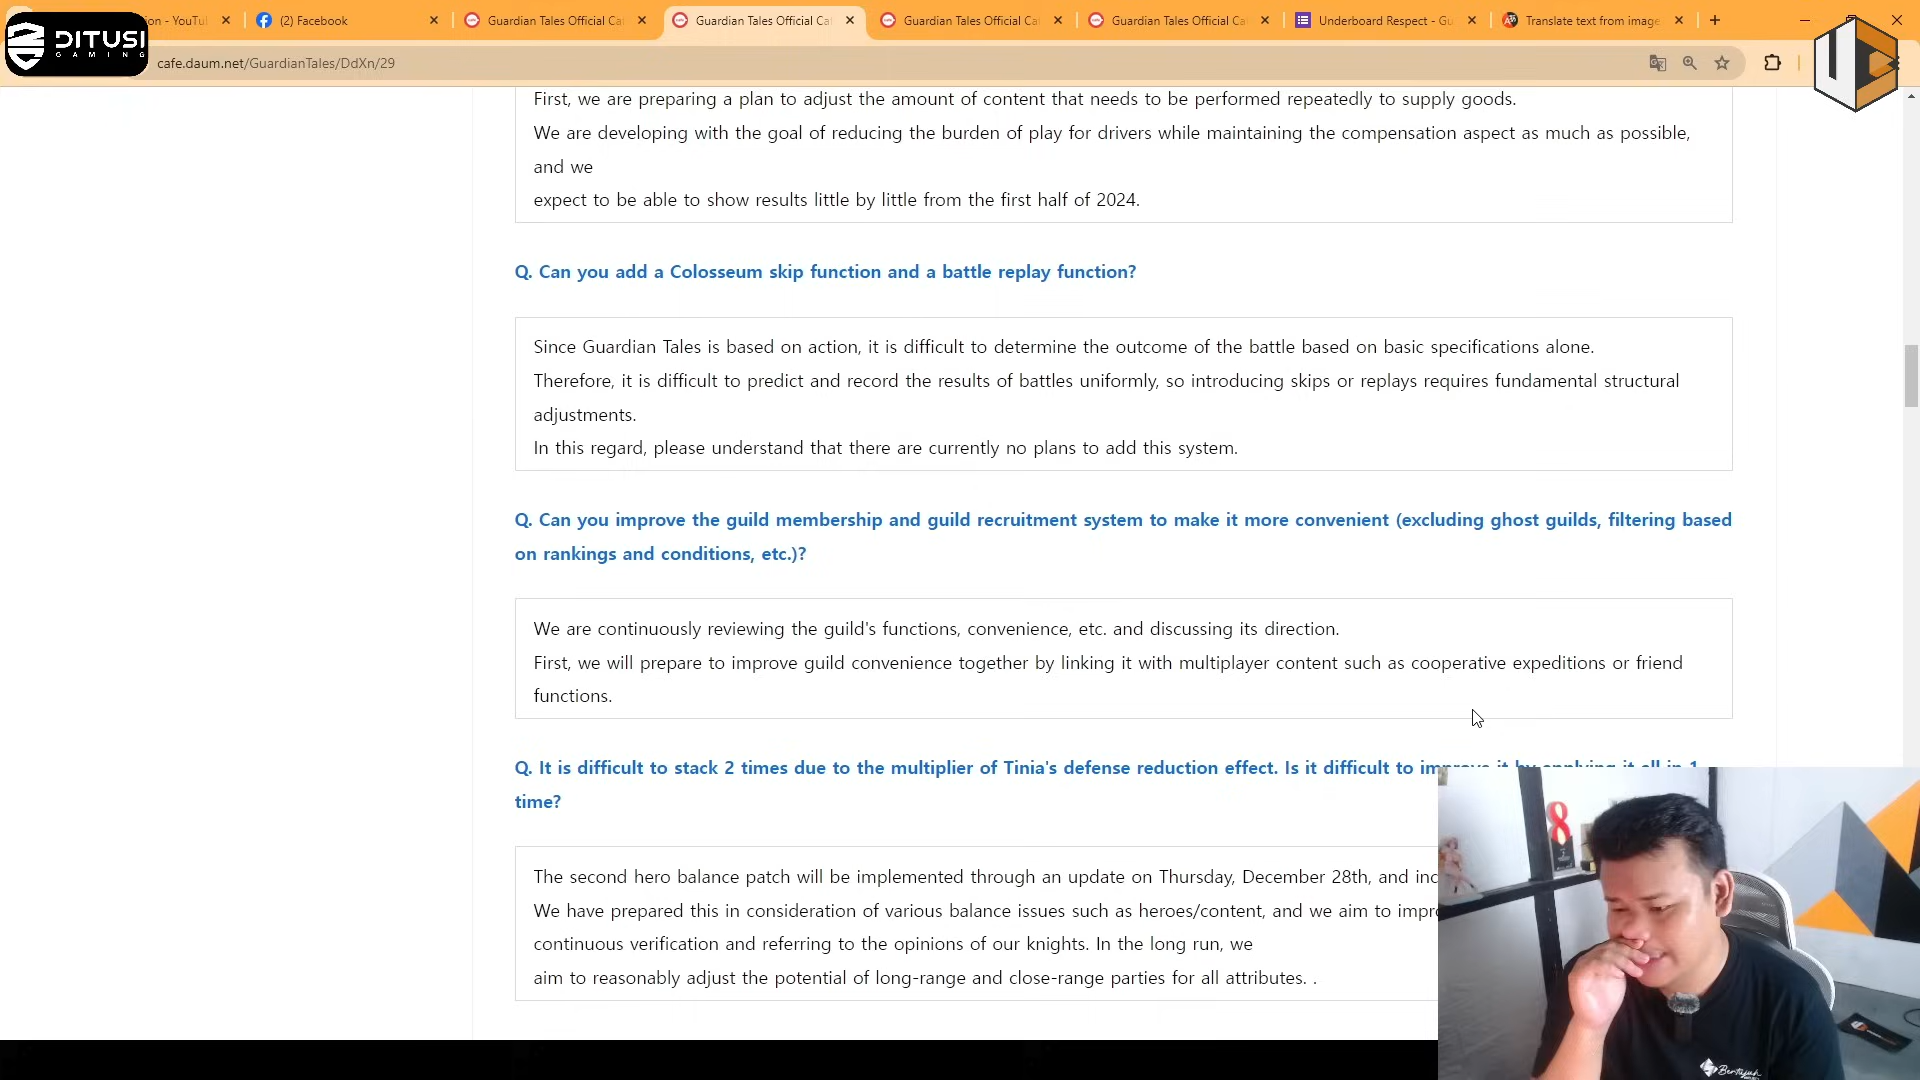 DITUSI
GAMING
ion - YouTu
(2) Facebook
Guardian Tales Official Ca
Guardian Tales Official Caf
Guardian Tales Official Ca
Guardian Tales Official Ca
Underboard Respect - Gu
Translate text from image
cafe.daum.net/GuardianTales/DdXn/29
First, we are preparing a plan to adjust the amount of content that needs to be performed repeatedly to supply goods.
We are developing with the goal of reducing the burden of play for drivers while maintaining the compensation aspect as much as possible,
and we
expect to be able to show results little by little from the first half of 2024.
Q. Can you add a Colosseum skip function and a battle replay function?
Since Guardian Tales is based on action, it is difficult to determine the outcome of the battle based on basic specifications alone.
Therefore, it is difficult to predict and record the results of battles uniformly, so introducing skips or replays requires fundamental structural
adjustments.
In this regard, please understand that there are currently no plans to add this system.
Q. Can you improve the guild membership and guild recruitment system to make it more convenient (excluding ghost guilds, filtering based
on rankings and conditions, etc.)?
We are continuously reviewing the guild's functions, convenience, etc. and discussing its direction.
First, we will prepare to improve guild convenience together by linking it with multiplayer content such as cooperative expeditions or friend
functions.
Q. It is difficult to stack 2 times due to the multiplier of Tinia's defense reduction effect. Is it difficult to improve it by applying it all in 1
time?
The second hero balance patch will be implemented through an update on Thursday, December 28th, and inc
We have prepared this in consideration of various balance issues such as heroes/content, and we aim to impro
continuous verification and referring to the opinions of our knights. In the long run, we
aim to reasonably adjust the potential of long-range and close-range parties for all attributes. .
8